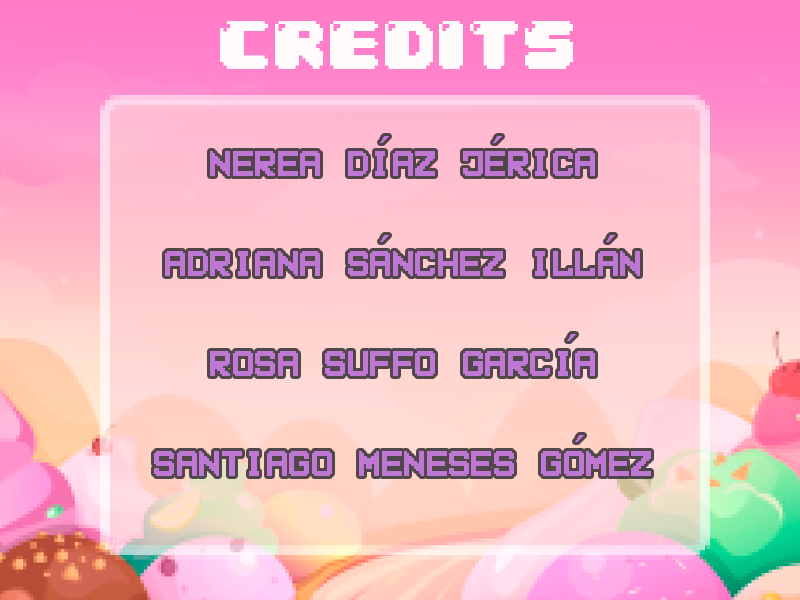 CREDITS
NEREA DÍAZ JÉRICA
ADRIANA SÁNCHEZ ILLÁN
ROSA SUFFO GARCÍA
SANTIAGO MENESES GÓMEZ